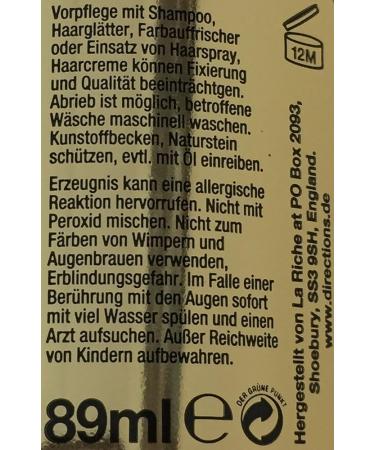 Vorpflege mit Shampoo,
Haarglätter, Farbauffrischer
oder Einsatz von Haarspray,
Haarcreme können Fixierung
und Qualität beeinträchtgen.
Abrieb ist möglich, betroffene
Wäsche maschinell waschen.
Kunstoffbecken, Naturstein
schützen, evtl. mit Öl einreiben.
Erzeugnis kann eine allergische
Reaktion hervorrufen. Nicht mit
Peroxid mischen. Nicht zum
Färben von Wimpern und
Augenbrauen verwenden,
Erblindungsgefahr. Im Falle einer
Berührung mit den Augen sofort
mit viel Wasser spülen und einen
Arzt aufsuchen. Außer Reichweite
von Kindern aufbewahren.
89ml e
DER GRÜNE PUNKT
12M
Hergestellt von La Riche at PO Box 2093,
Shoebury, SS3 9SH, England.
www.directions.de